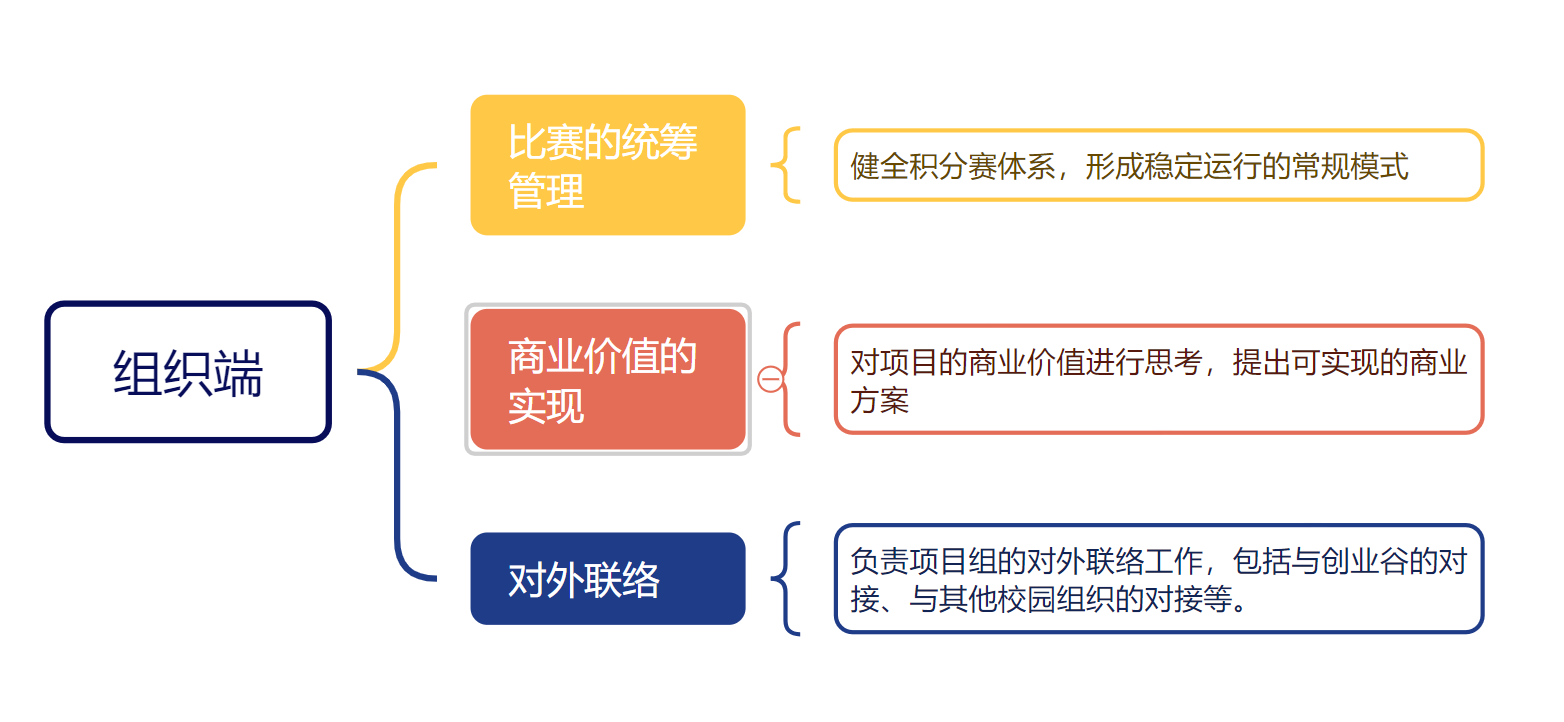 组织端
比赛的统筹
管理
健全积分赛体系，形成稳定运行的常规模式
商业价值的
实现
对项目的商业价值进行思考，提出可实现的商业
方案
对外联络
负责项目组的对外联络工作，包括与创业谷的对
接、与其他校园组织的对接等。